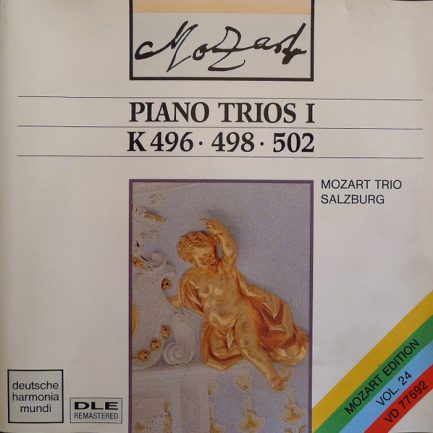 Mozart
PIANO TRIOS I
K 496 · 498 · 502
MOZART TRIO
SALZBURG
deutsche
harmonia
mundi
DLE
REMASTERED
MOZART EDITION
VOL. 24
VD 77592